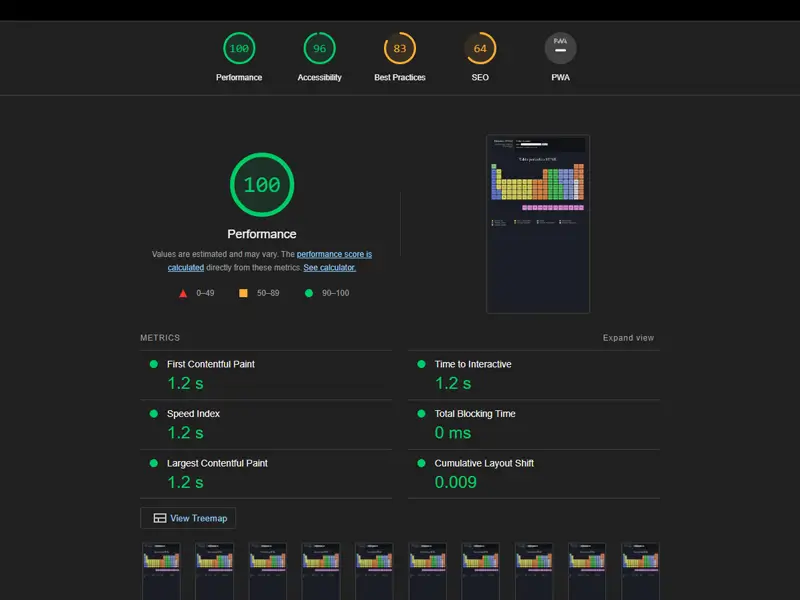 100
96
83
64
PWA
Performance
Accessibility
Best Practices
SEO
PWA
100
Performance
Values are estimated and may vary. The performance score is
calculated directly from these metrics. See calculator.
0–49
50–89
90–100
METRICS
Expand view
First Contentful Paint
1.2 s
Time to Interactive
1.2 s
Speed Index
1.2 s
Total Blocking Time
0 ms
Largest Contentful Paint
1.2 s
Cumulative Layout Shift
0.009
View Treemap